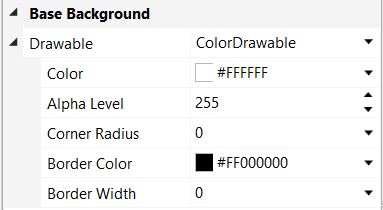 Base Background
Drawable ColorDrawable
Color #FFFFFF
Alpha Level 255
Corner Radius 0
Border Color #FF000000
Border Width 0